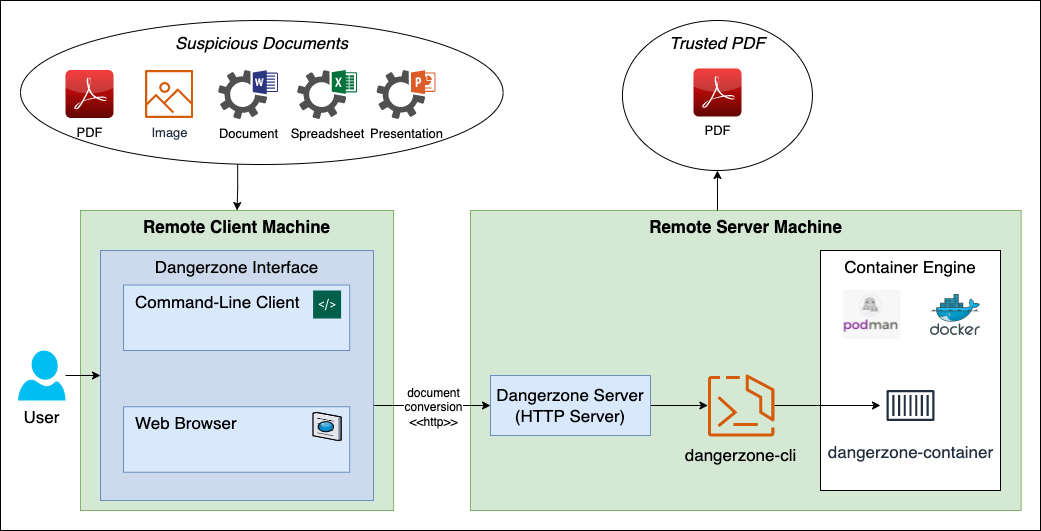 Suspicious Documents
PDF
Image
W
Document
X
Spreadsheet
P
Presentation
Trusted PDF
PDF
Remote Client Machine
Dangerzone Interface
Command-Line Client
</>
Web Browser
User
document
conversion
<<http>>
Remote Server Machine
Dangerzone Server
(HTTP Server)
dangerzone-cli
Container Engine
podman
docker
dangerzone-container